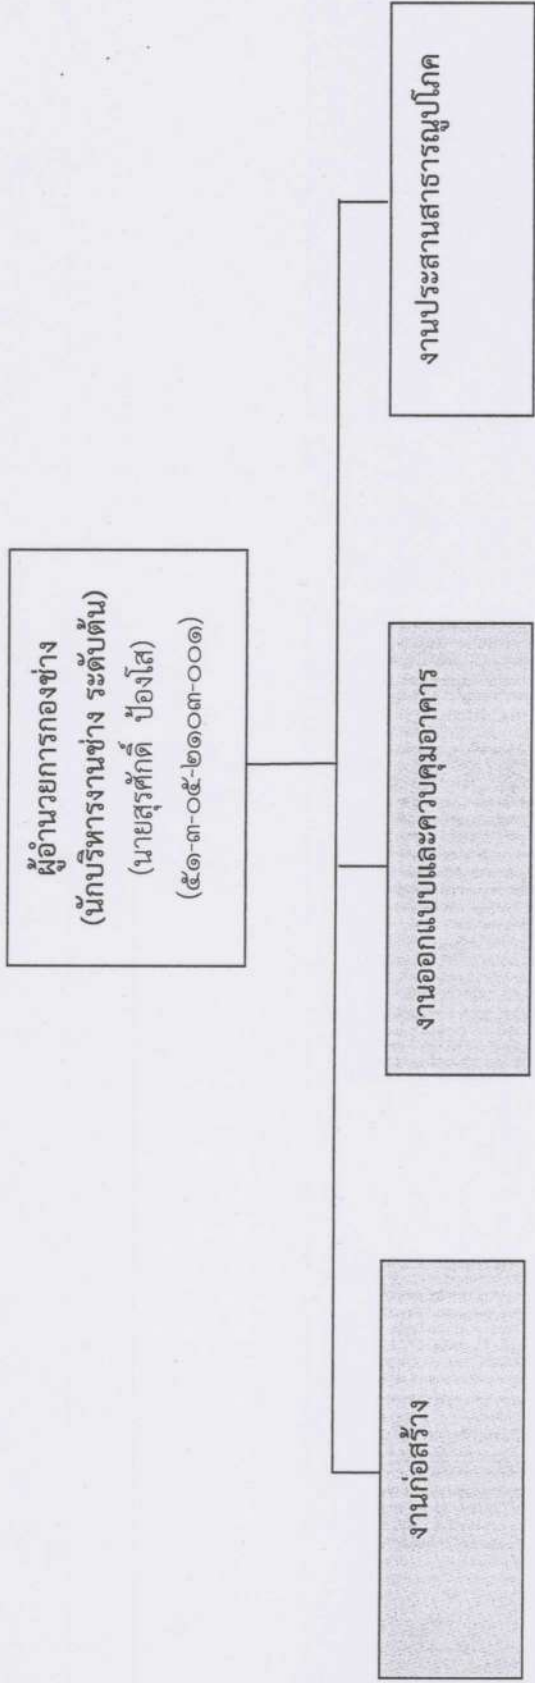 ผู้อำนวยการกองช่าง
(นักบริหารงานช่าง ระดับต้น)
(นายสุรศักดิ์ ป้องโส)
(๕๑-๓-๐๕-๒๑๐๓-๐๐๑)
งานก่อสร้าง
งานออกแบบและควบคุมอาคาร
งานประสานสาธารณูปโภค